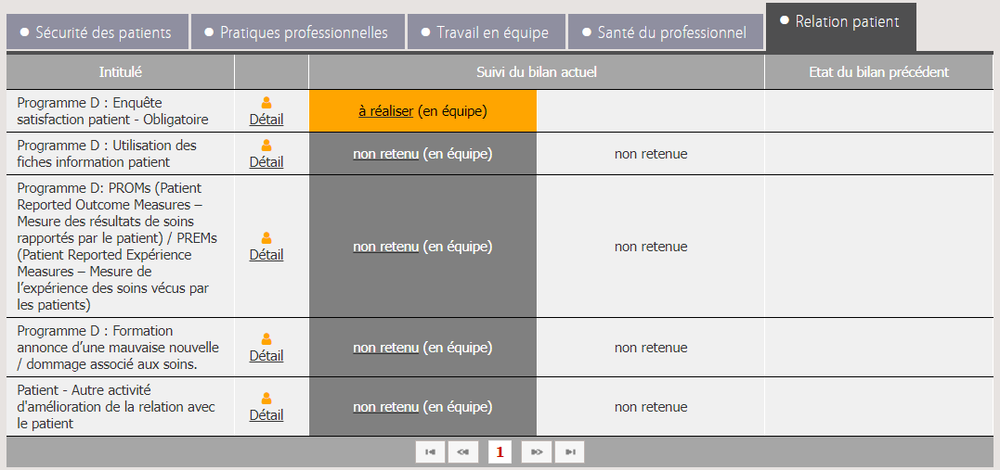 Sécurité des patients
Pratiques professionnelles
Travail en équipe
Santé du professionnel
Relation patient
Intitulé
Suivi du bilan actuel
Etat du bilan précédent
Programme D : Enquête
satisfaction patient - Obligatoire
Détail
à réaliser (en équipe)
Programme D : Utilisation des
fiches information patient
Détail
non retenu (en équipe)
non retenue
Programme D: PROMs (Patient
Reported Outcome Measures –
Mesure des résultats de soins
rapportés par le patient) / PREMs
(Patient Reported Expérience
Measures – Mesure de
l’expérience des soins vécus par
les patients)
Détail
non retenu (en équipe)
non retenue
Programme D : Formation
annonce d’une mauvaise nouvelle
/ dommage associé aux soins.
Détail
non retenu (en équipe)
non retenue
Patient - Autre activité
d'amélioration de la relation avec
le patient
Détail
non retenu (en équipe)
non retenue
1